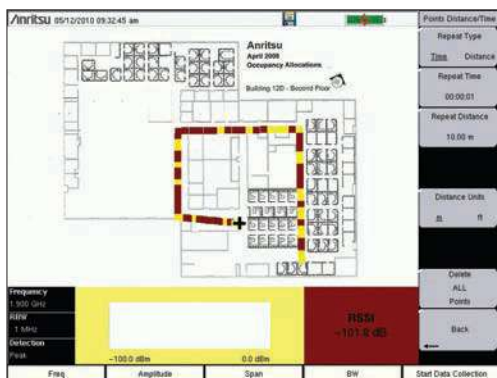 Anritsu 05/12/2010 09:32:45 am
Points Distance/Time
Repeat Type
Time Distance
Repeat Time
00:00:01
Repeat Distance
10.00 m
Distance Units
m ft
Delete
ALL
Points
Back
Anritsu
April 2008
Occupancy Allocations
Building 12D - Second Floor
Frequency
1.900 GHz
RBW
1 MHz
Detection
Peak
-100.0 dBm 0.0 dBm
RSSI
-101.8 dBm
Freq Amplitude Span BW Start Data Collection